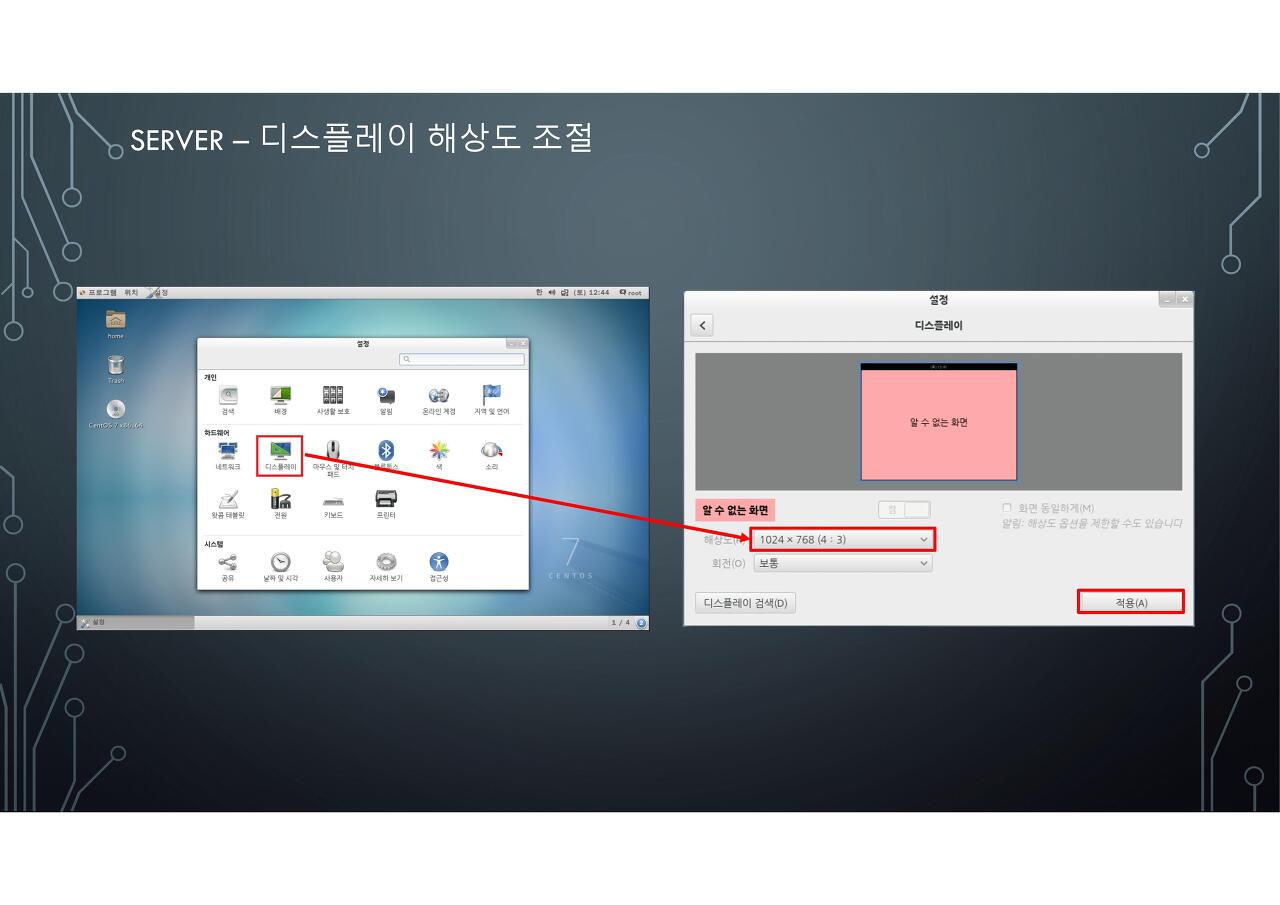 SERVER – 디스플레이 해상도 조절
프로그램 위치 설정
한 (토) 12:44 root
home
Trash
CentOS 7 x86_64
설정
개인
검색 배경 사생활 보호 알림 온라인 계정 지역 및 언어
하드웨어
네트워크 디스플레이 마우스 및 터치 블루투스 색 소리
패드
와콤 태블릿 전원 키보드 프린터
시스템
공유 날짜 및 시각 사용자 자세히 보기 접근성
7
CENTOS
설정
1 / 4
설정
디스플레이
알 수 없는 화면
알 수 없는 화면
켬
화면 동일하게(M)
알림: 해상도 옵션을 제한할 수도 있습니다
해상도(R) 1024 × 768 (4 : 3)
회전(O) 보통
디스플레이 검색(D)
적용(A)